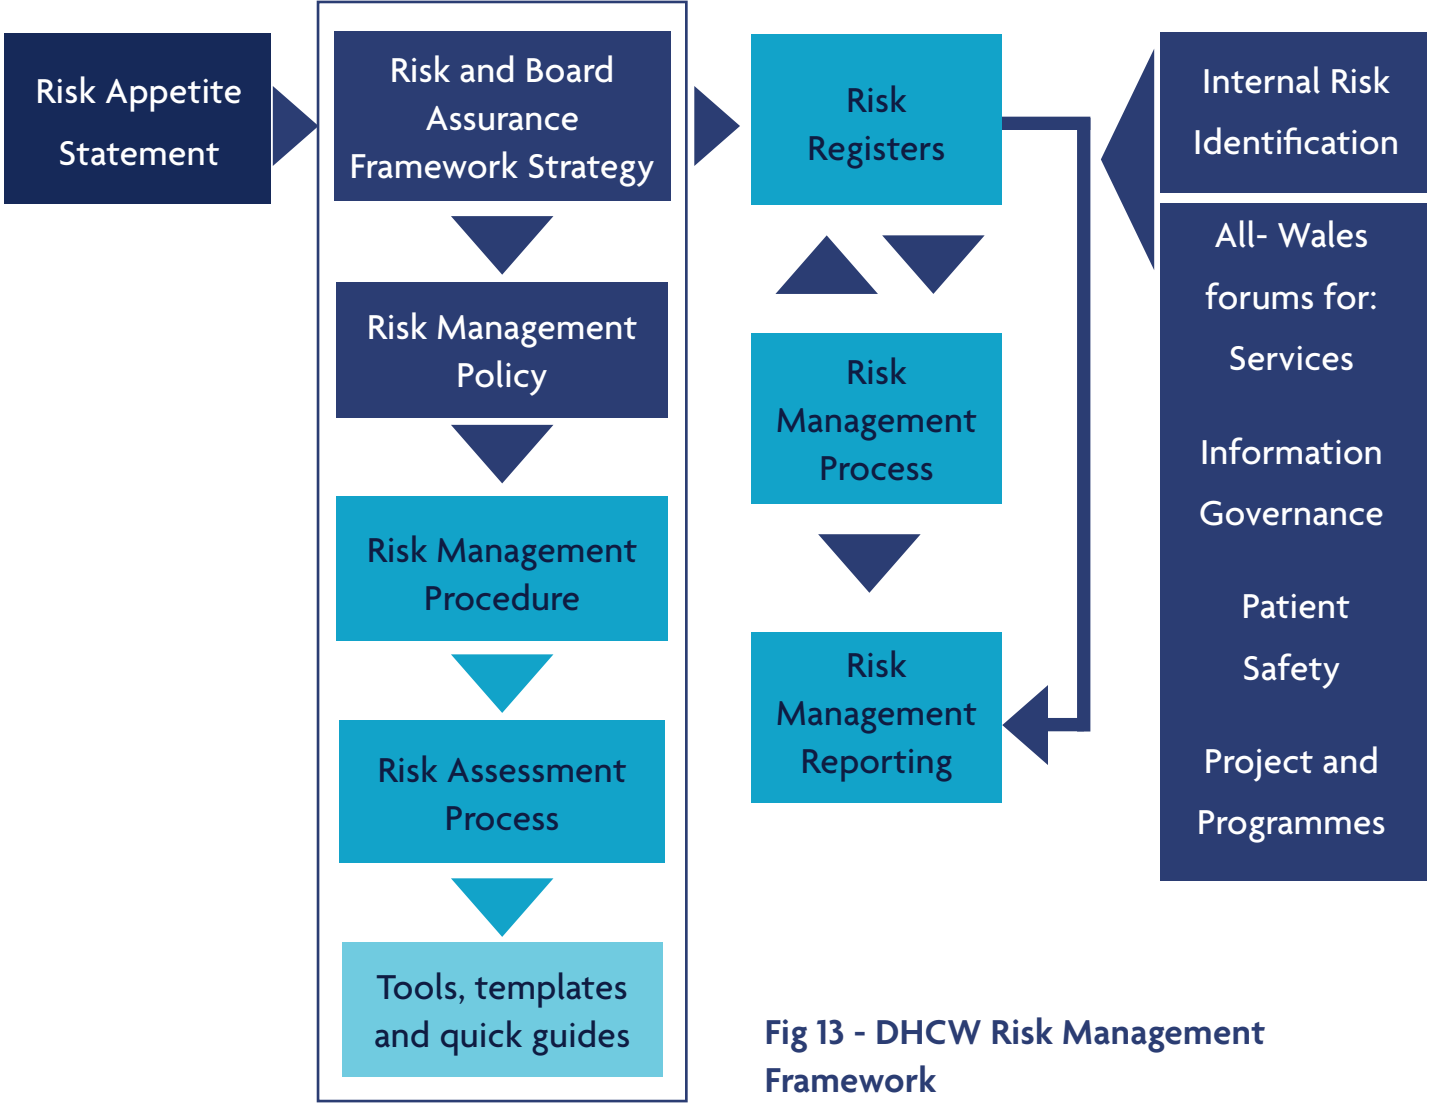 Risk Appetite
Statement
Risk and Board
Assurance
Framework Strategy
Risk Management
Policy
Risk Management
Procedure
Risk Assessment
Process
Tools, templates
and quick guides
Risk
Registers
Risk
Management
Process
Risk
Management
Reporting
Internal Risk
Identification
All- Wales
forums for:
Services
Information
Governance
Patient
Safety
Project and
Programmes
Fig 13 - DHCW Risk Management
Framework